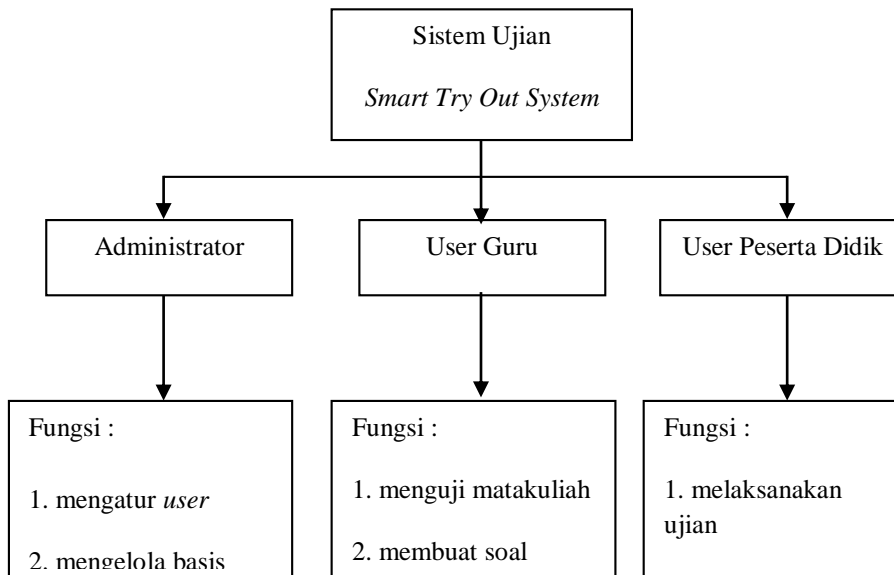 Sistem Ujian
Smart Try Out System
Administrator
User Guru
User Peserta Didik
Fungsi :
1. mengatur user
2. mengelola basis
Fungsi :
1. menguji matakuliah
2. membuat soal
Fungsi :
1. melaksanakan
ujian